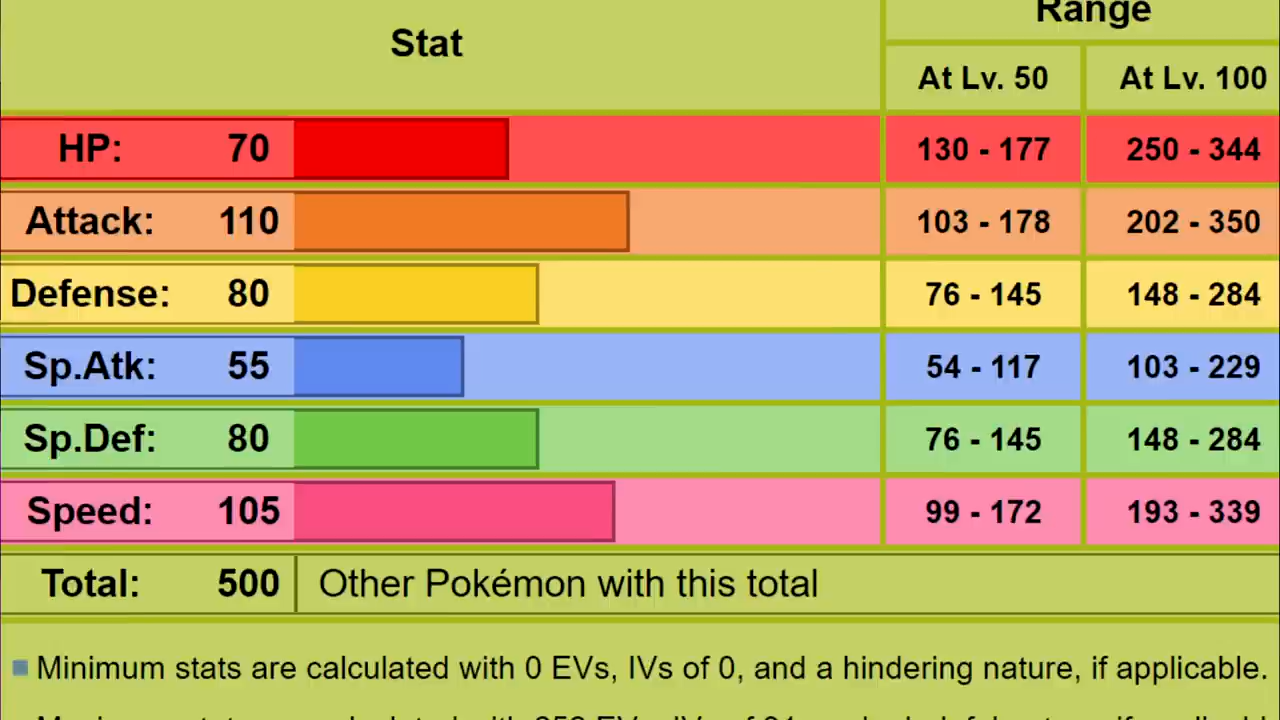 Range
Stat
At Lv. 50 At Lv. 100
HP: 70 130 - 177 250 - 344
Attack: 110 103 - 178 202 - 350
Defense: 80 76 - 145 148 - 284
Sp.Atk: 55 54 - 117 103 - 229
Sp.Def: 80 76 - 145 148 - 284
Speed: 105 99 - 172 193 - 339
Total: 500 Other Pokémon with this total
Minimum stats are calculated with 0 EVs, IVs of 0, and a hindering nature, if applicable.